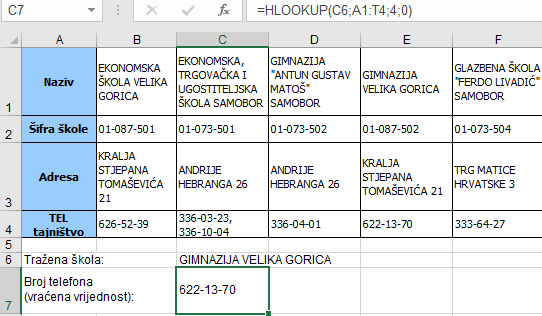 C7 fx =HLOOKUP(C6;A1:T4;4;0)
A B C D E F
1 Naziv
EKONOMSKA
ŠKOLA VELIKA
GORICA
EKONOMSKA,
TRGOVAČKA I
UGOSTITELJSKA
ŠKOLA SAMOBOR
GIMNAZIJA
"ANTUN GUSTAV
MATOŠ"
SAMOBOR
GIMNAZIJA
VELIKA GORICA
GLAZBENA ŠKOLA
"FERDO LIVADIĆ"
SAMOBOR
2 Šifra škole 01-087-501 01-073-501 01-073-502 01-087-502 01-073-504
3 Adresa
KRALJA
STJEPANA
TOMAŠEVIĆA
21
ANDRIJE
HEBRANGA 26
ANDRIJE
HEBRANGA 26
KRALJA
STJEPANA
TOMAŠEVIĆA 21
TRG MATICE
HRVATSKE 3
4 TEL
tajništvo
626-52-39
336-03-23,
336-10-04
336-04-01
622-13-70
333-64-27
5
6 Tražena škola: GIMNAZIJA VELIKA GORICA
7 Broj telefona
(vraćena vrijednost):
622-13-70